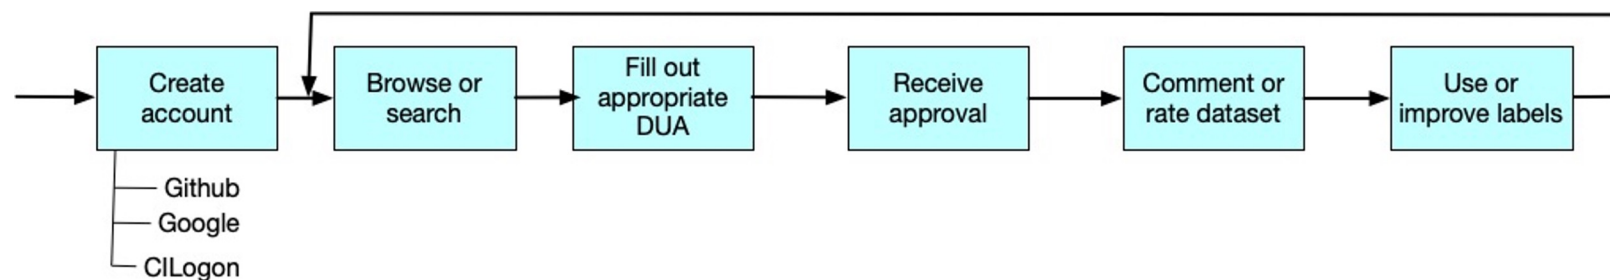 Create
account
Browse or
search
Fill out
appropriate
DUA
Receive
approval
Comment or
rate dataset
Use or
improve labels
Github
Google
CILogon